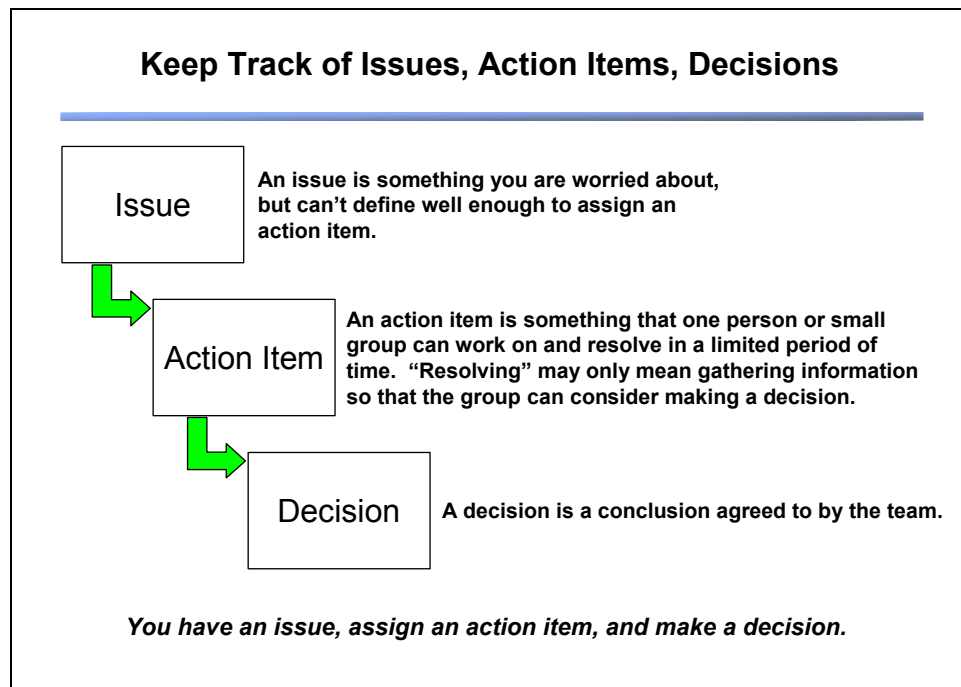 Keep Track of Issues, Action Items, Decisions
Issue
An issue is something you are worried about,
but can’t define well enough to assign an
action item.
Action Item
An action item is something that one person or small
group can work on and resolve in a limited period of
time.  “Resolving” may only mean gathering information
so that the group can consider making a decision.
Decision
A decision is a conclusion agreed to by the team.
You have an issue, assign an action item, and make a decision.